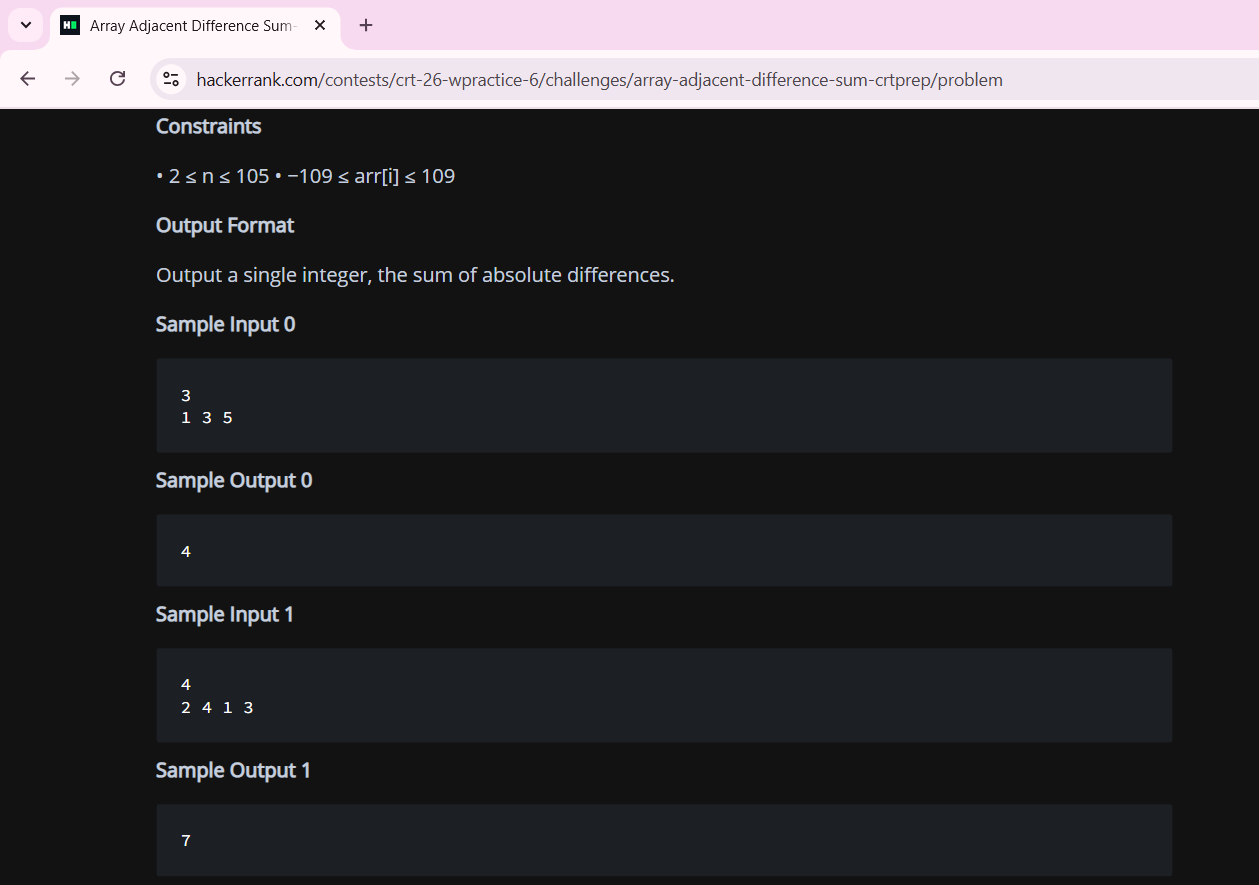 Array Adjacent Difference Sum-
hackerrank.com/contests/crt-26-wpractice-6/challenges/array-adjacent-difference-sum-crtprep/problem
Constraints
• 2 ≤ n ≤ 105 • −109 ≤ arr[i] ≤ 109
Output Format
Output a single integer, the sum of absolute differences.
Sample Input 0
3
1 3 5
Sample Output 0
4
Sample Input 1
4
2 4 1 3
Sample Output 1
7